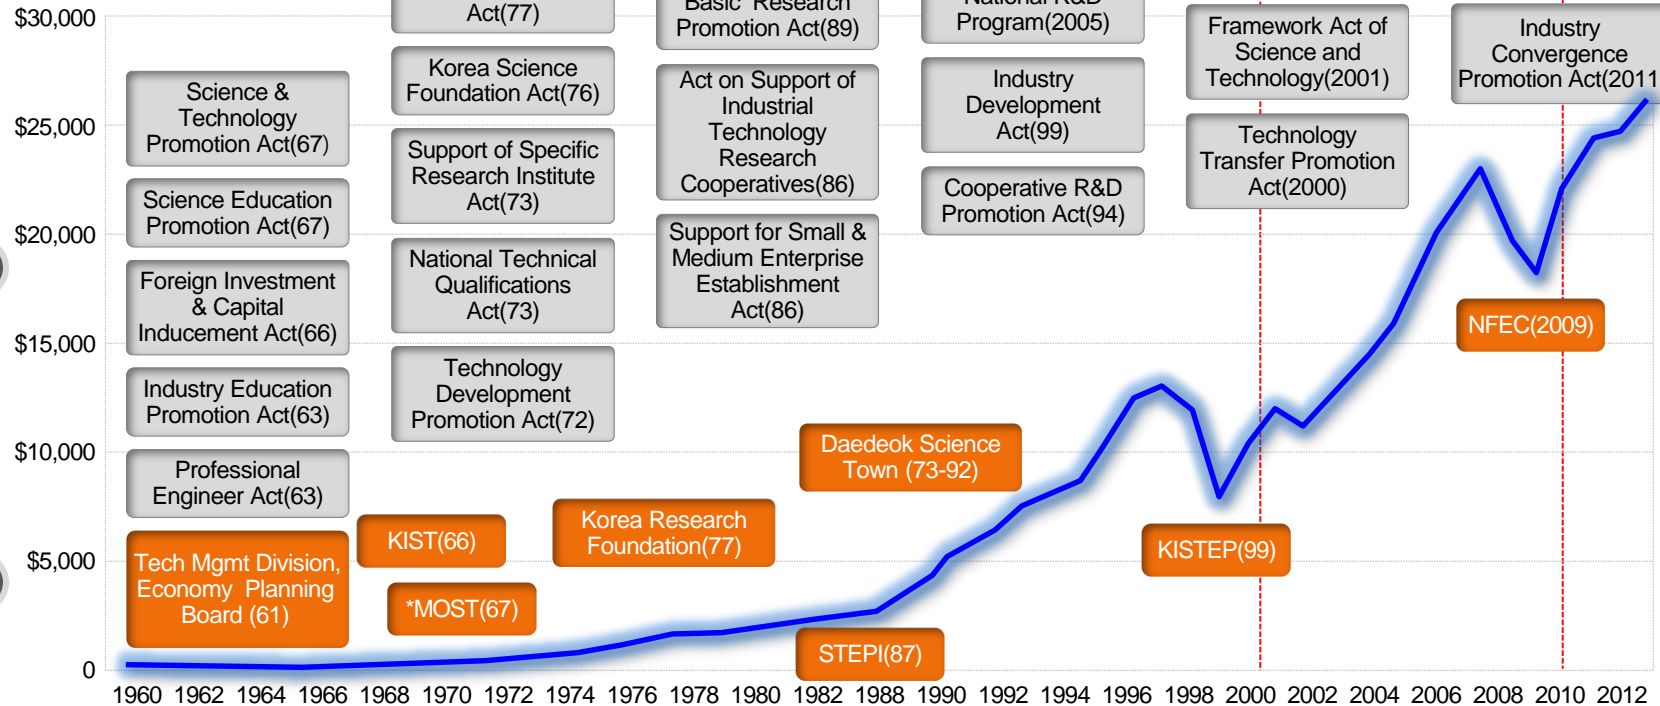 $30,000
$25,000
$20,000
$15,000
$10,000
$5,000
0
Science &
Technology
Promotion Act(67)
Science Education
Promotion Act(67)
Foreign Investment
& Capital
Inducement Act(66)
Industry Education
Promotion Act(63)
Professional
Engineer Act(63)
Tech Mgmt Division,
Economy Planning
Board (61)
Act(77)
Korea Science
Foundation Act(76)
Support of Specific
Research Institute
Act(73)
National Technical
Qualifications
Act(73)
Technology
Development
Promotion Act(72)
KIST(66)
*MOST(67)
Basic Research
Promotion Act(89)
Act on Support of
Industrial
Technology
Research
Cooperatives(86)
Support for Small &
Medium Enterprise
Establishment
Act(86)
Korea Research
Foundation(77)
Daedeok Science
Town (73-92)
STEPI(87)
National R&D
Program(2005)
Industry
Development
Act(99)
Cooperative R&D
Promotion Act(94)
Framework Act of
Science and
Technology(2001)
Technology
Transfer Promotion
Act(2000)
KISTEP(99)
Industry
Convergence
Promotion Act(2011
NFEC(2009)
1960 1962 1964 1966 1968 1970 1972 1974 1976 1978 1980 1982 1988 1990 1992 1994 1996 1998 2000 2002 2004 2006 2008 2010 2012